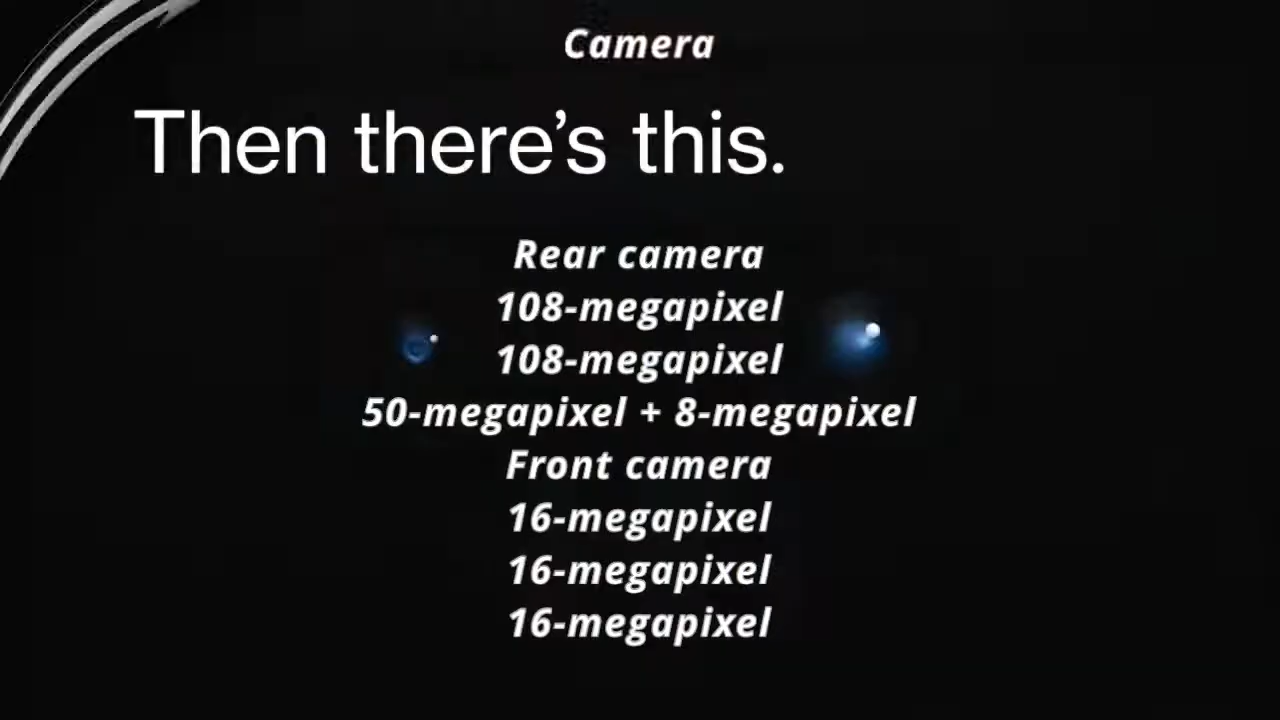 Camera
Then there’s this.
Rear camera
108-megapixel
108-megapixel
50-megapixel + 8-megapixel
Front camera
16-megapixel
16-megapixel
16-megapixel